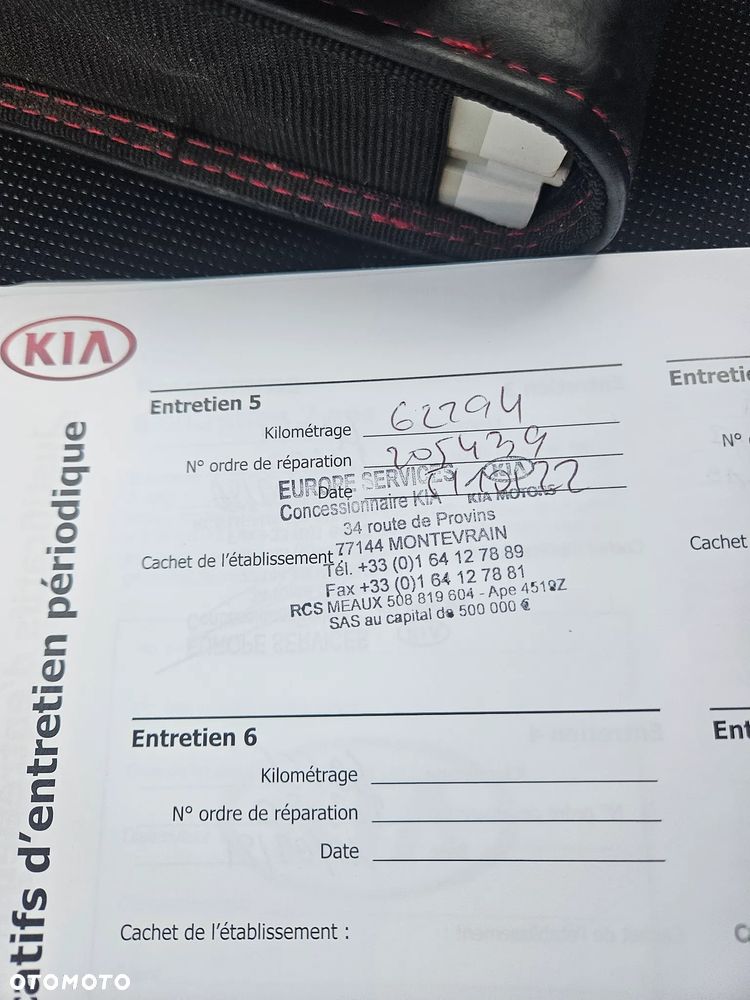 KIA
Entretien 5
Kilométrage 62294
N° ordre de réparation 205439
Date
EUROPE SERVICES KIA
Concessionnaire KIA KIA MOTORS
34 route de Provins
Cachet de l'établissement 77144 MONTEVRAIN
Tél. +33 (0)1 64 12 78 89
Fax +33 (0)1 64 12 78 81
RCS MEAUX 508 819 604 - Ape 4519Z
SAS au capital de 500 000 €
Entretien 6
Kilométrage
N° ordre de réparation
Date
Cachet de l'établissement :
atifs d'entretien périodique
Entretie
N°
Cachet
Ent
OTOMOTO